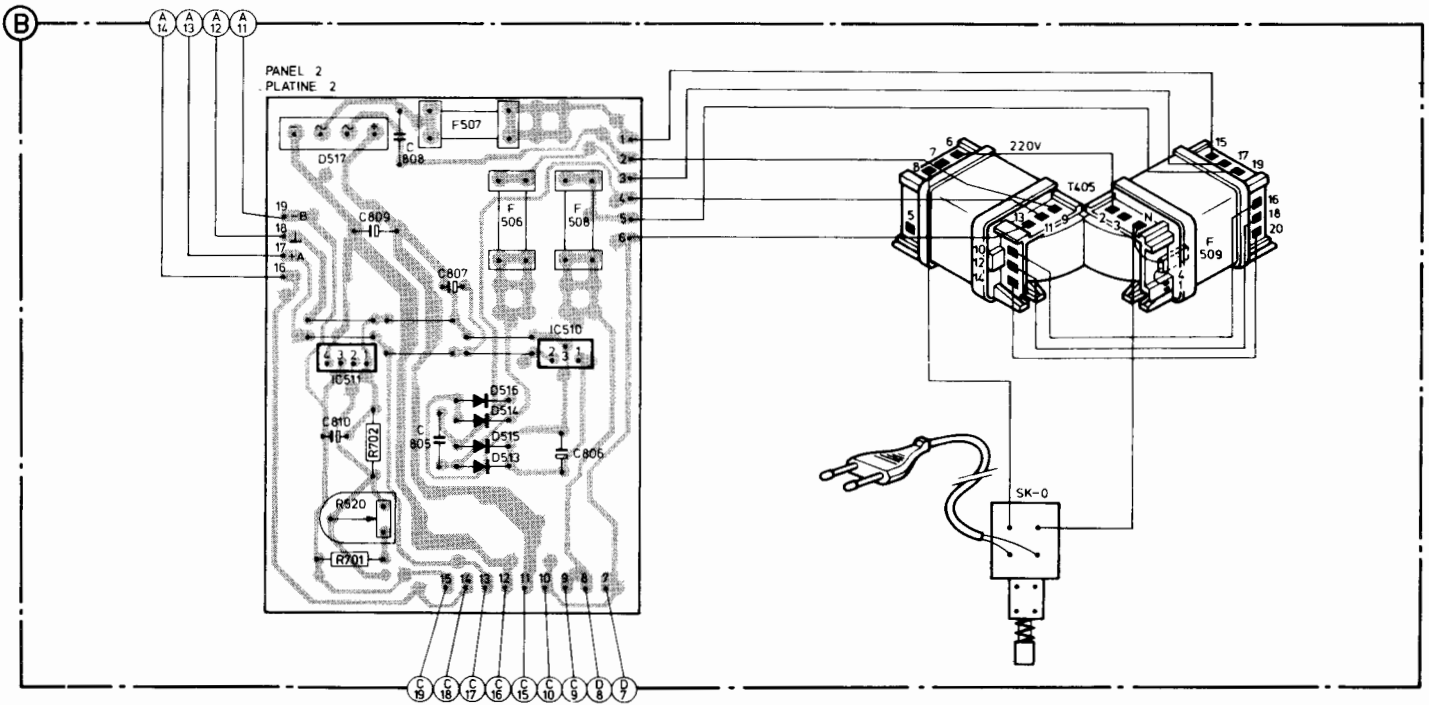 B
A 14
A 13
A 12
A 11
PANEL 2
PLATINE 2
F507
D517
C 808
1
2
3
4
5
6
F 506
F 508
19 -B
18 ⊥
17 +A
16
C809
C807
IC510
2 3 1
4 3 2 1
IC511
D516
D514
D515
D513
C 805
C806
C810
R702
R520
R701
15 14 13 12 11 10 9 8 7
C 19
C 18
C 17
C 16
C 15
C 10
C 9
D 8
D 7
220V
T405
8 7 6
5
13 11 9
10
12
14
2 3 N
4
1
F 509
15 17 19
16
18
20
SK-0